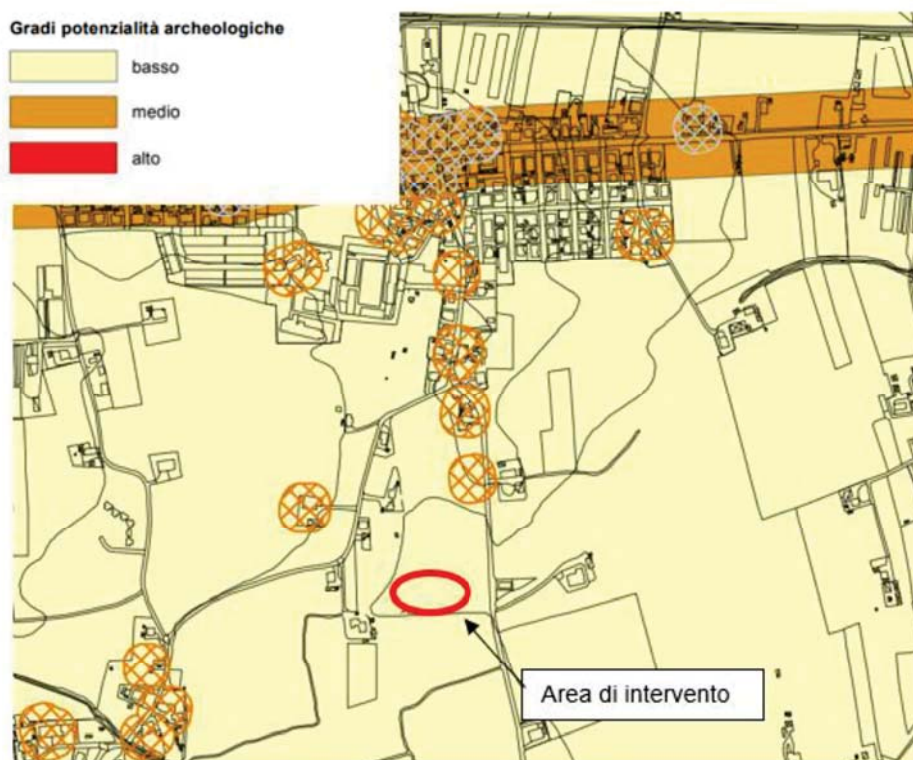 Gradi potenzialità archeologiche
basso
medio
alto
Area di intervento